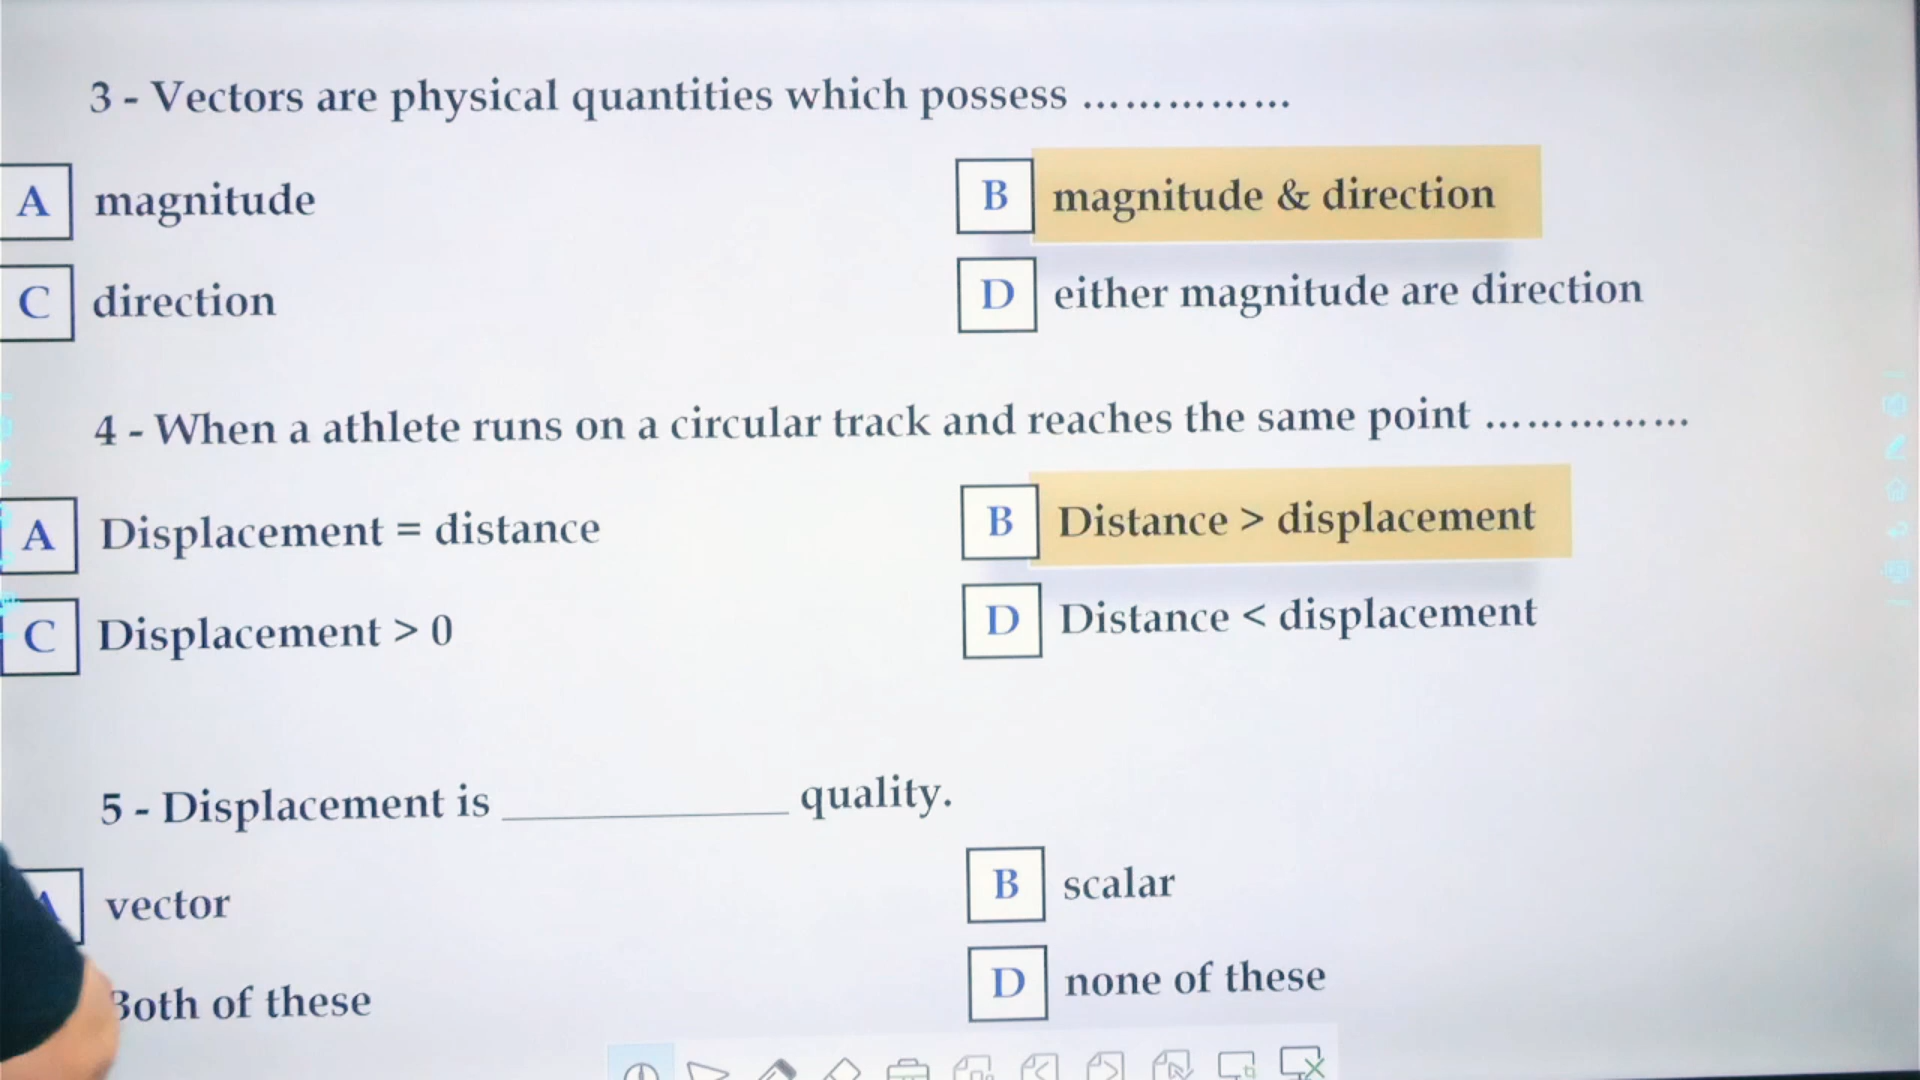 3 - Vectors are physical quantities which possess ...............
A magnitude
B magnitude & direction
C direction
D either magnitude are direction
4 - When a athlete runs on a circular track and reaches the same point ...............
A Displacement = distance
B Distance > displacement
C Displacement > 0
D Distance < displacement
5 - Displacement is ____________ quality.
A vector
B scalar
Both of these
D none of these